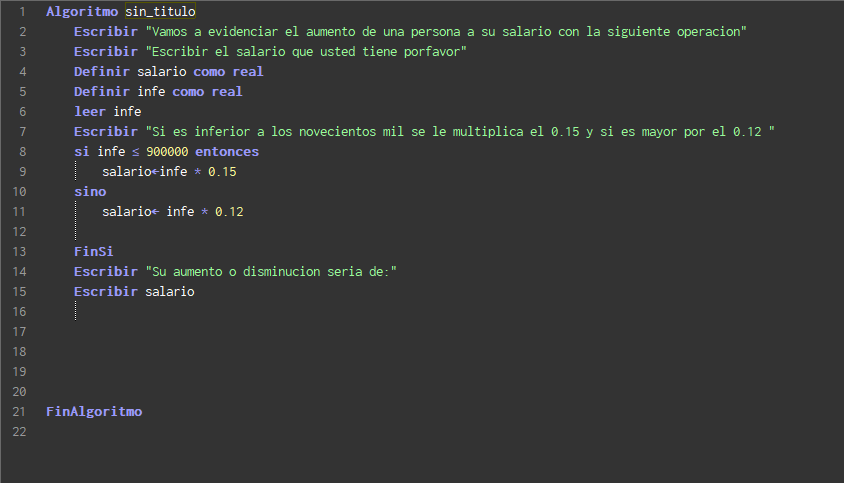 1 Algoritmo sin_titulo
2 Escribir "Vamos a evidenciar el aumento de una persona a su salario con la siguiente operacion"
3 Escribir "Escribir el salario que usted tiene porfavor"
4 Definir salario como real
5 Definir infe como real
6 leer infe
7 Escribir "Si es inferior a los novecientos mil se le multiplica el 0.15 y si es mayor por el 0.12 "
8 si infe ≤ 900000 entonces
9 salario←infe * 0.15
10 sino
11 salario← infe * 0.12
12
13 FinSi
14 Escribir "Su aumento o disminucion seria de:"
15 Escribir salario
16
17
18
19
20
21 FinAlgoritmo
22